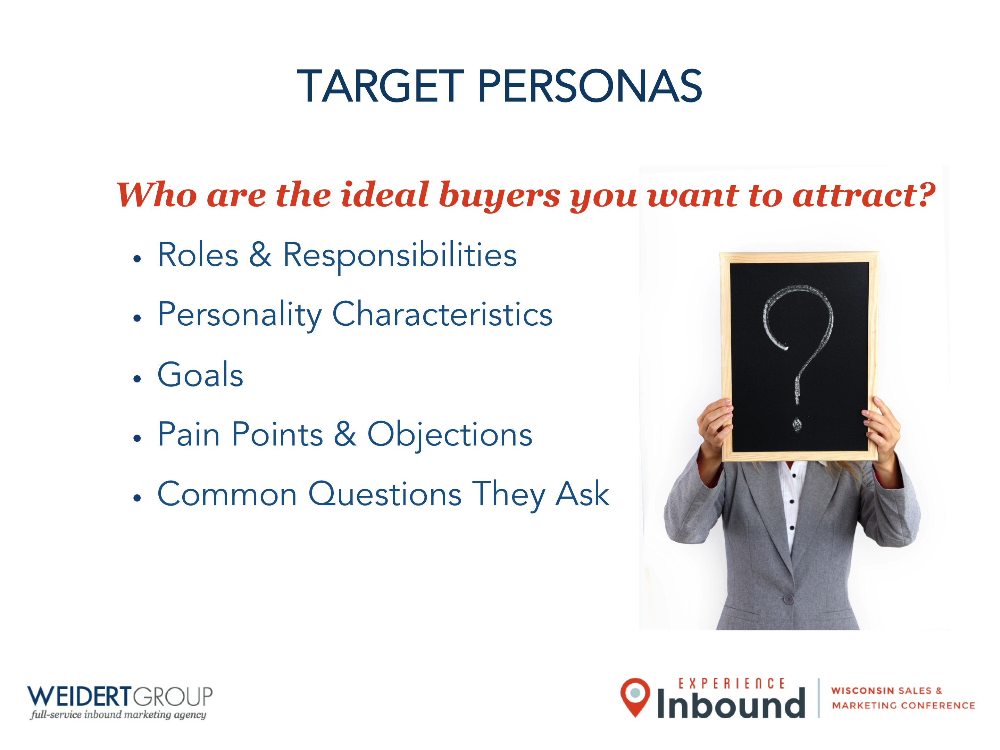 TARGET PERSONAS
Who are the ideal buyers you want to attract?
• Roles & Responsibilities
• Personality Characteristics
• Goals
• Pain Points & Objections
• Common Questions They Ask
?
WEIDERTGROUP
full-service inbound marketing agency
EXPERIENCE
Inbound
WISCONSIN SALES &
MARKETING CONFERENCE